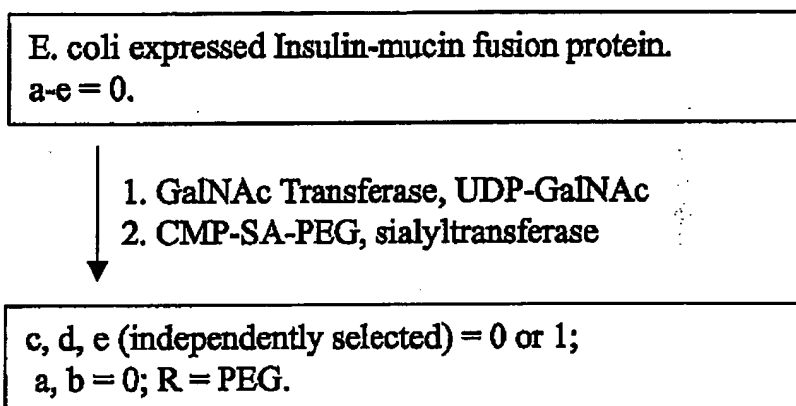 E. coli expressed Insulin-mucin fusion protein.
a-e = 0.
1. GalNAc Transferase, UDP-GalNAc
2. CMP-SA-PEG, sialyltransferase
c, d, e (independently selected) = 0 or 1;
a, b = 0; R = PEG.